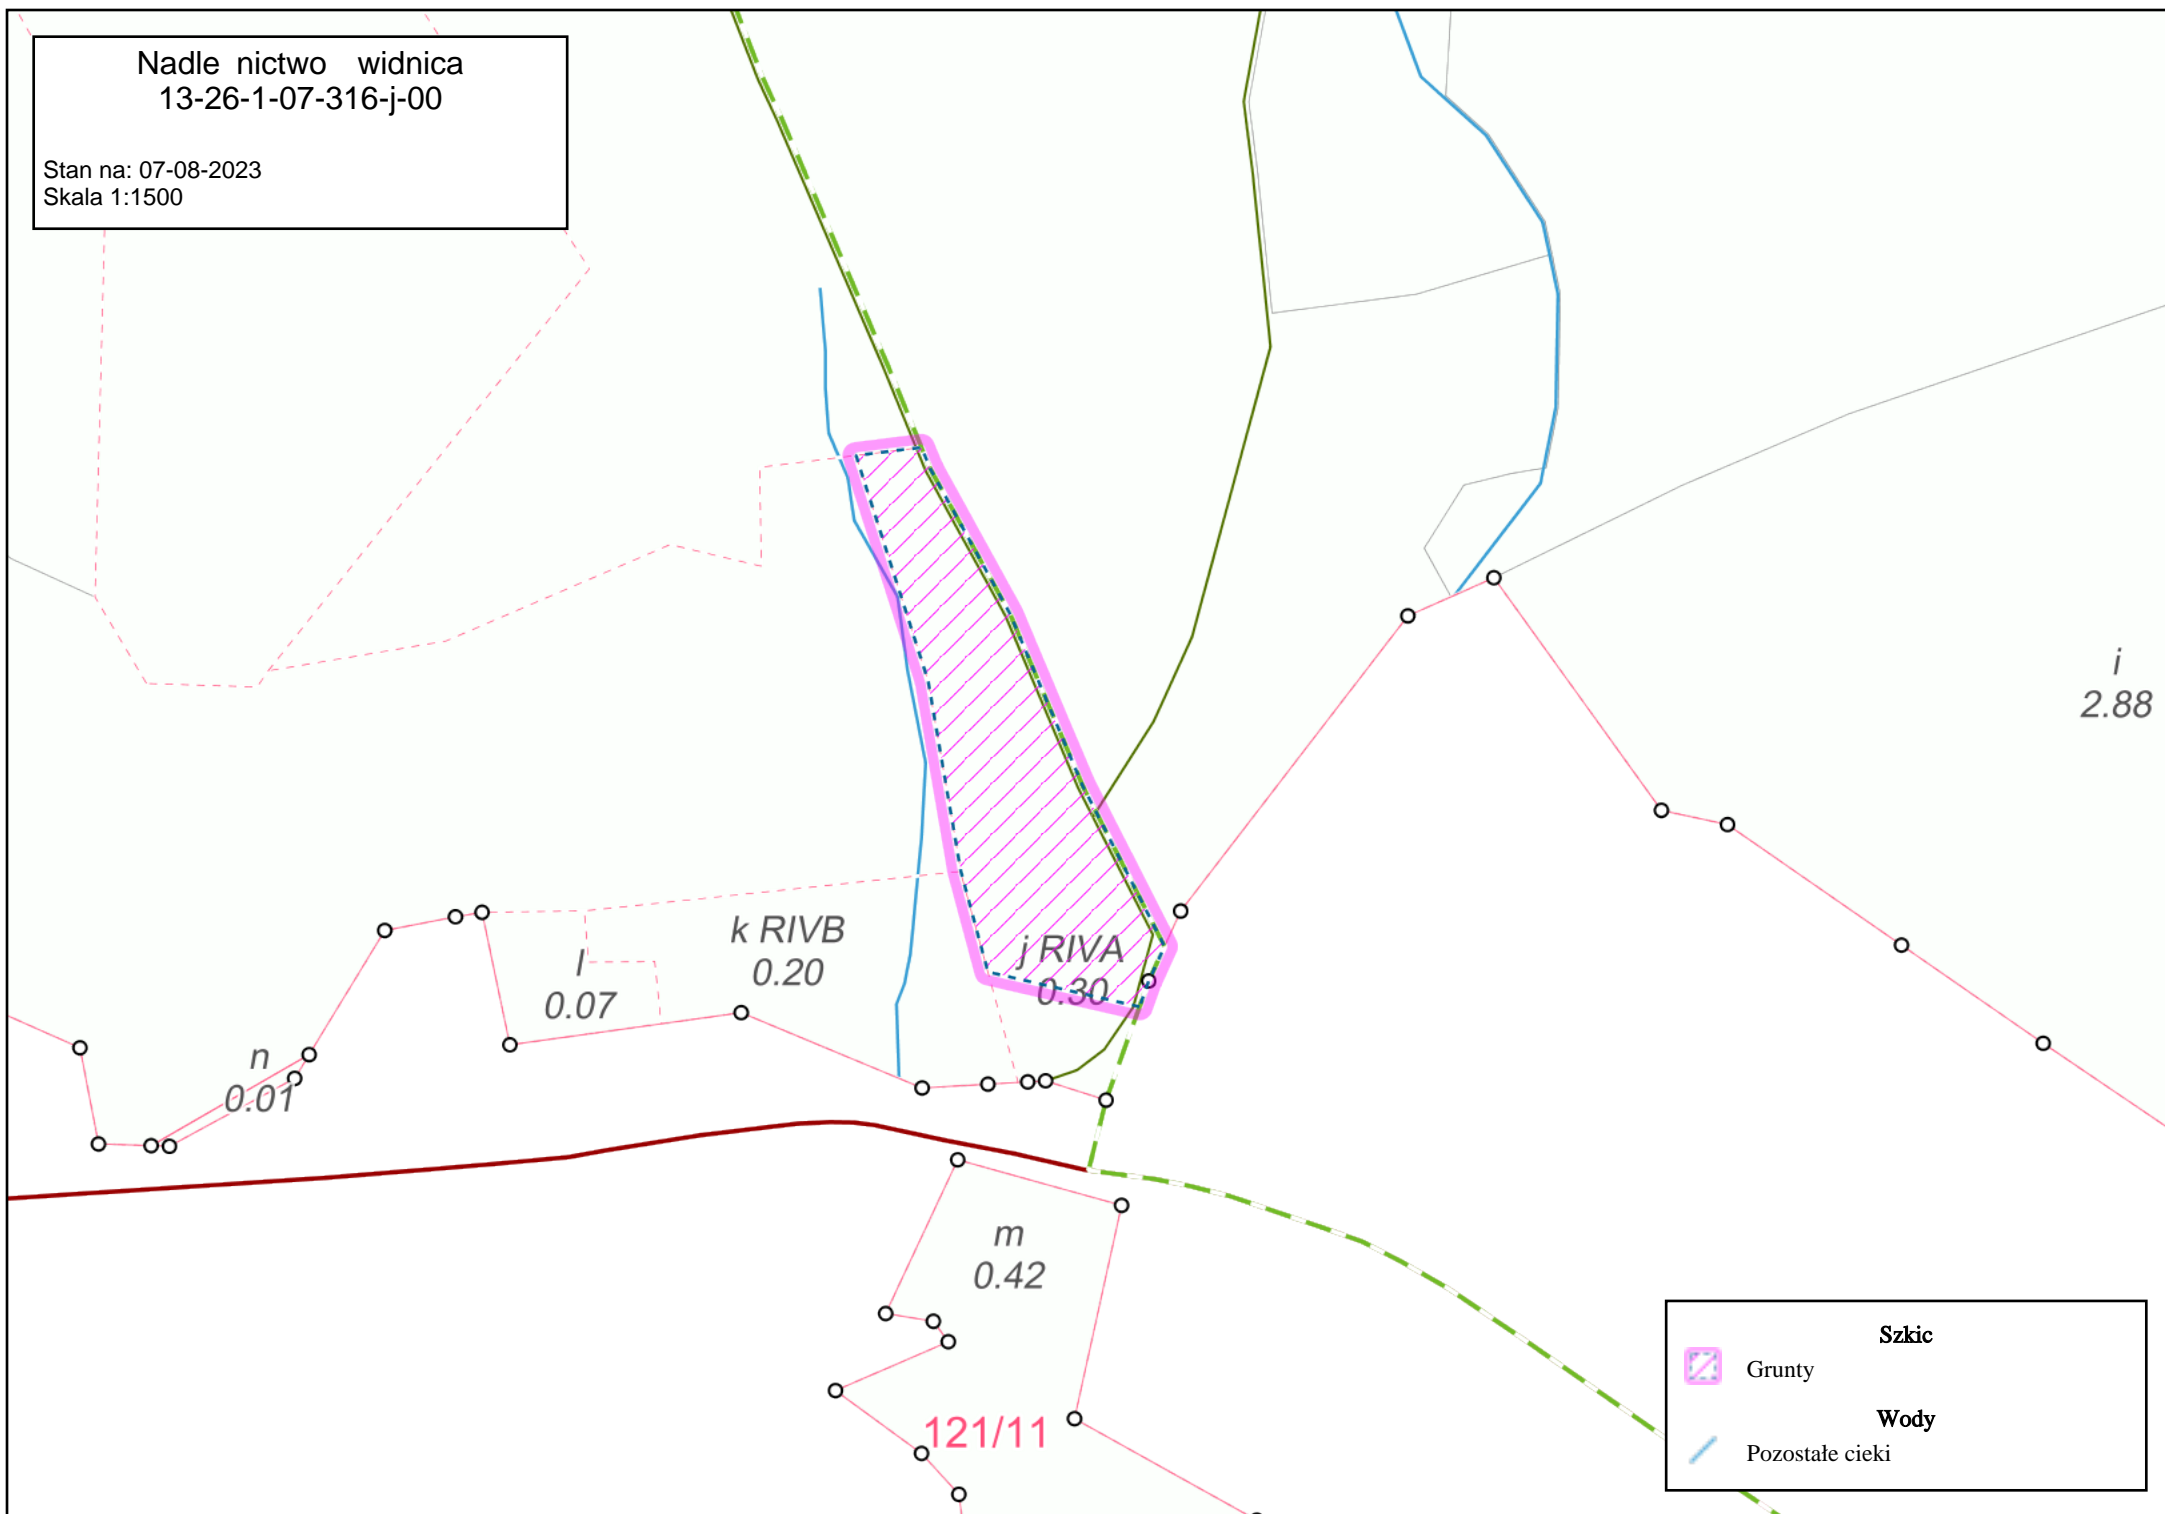 Nadle nictwo widnica
13-26-1-07-316-j-00
Stan na: 07-08-2023
Skala 1:1500
i
2.88
k RIVB
0.20
j RIVA
0.30
l
0.07
n
0.01
m
0.42
121/11
Szkic
Grunty
Wody
Pozostałe cieki